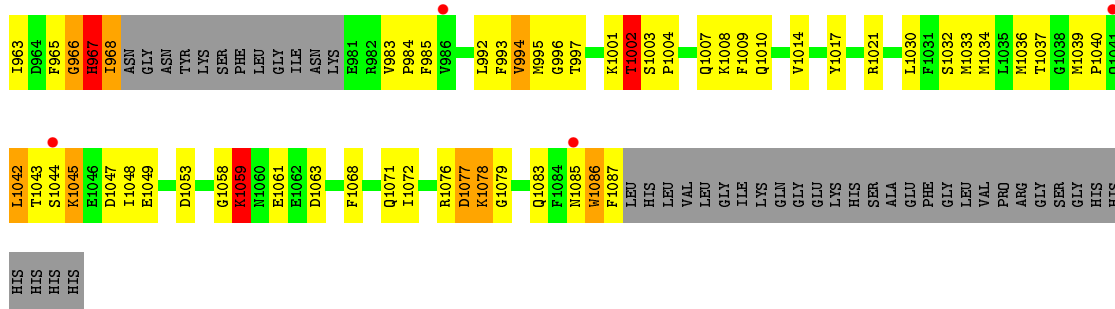 I963 D964 F965 G966 H967 I968 ASN GLY ASN TYR LYS SER PHE LEU GLY ILE ASN LYS E981 R982 V983 P984 F985 V986 L992 F993 V994 M995 G996 T997 K1001 T1002 S1003 P1004 Q1007 K1008 F1009 Q1010 V1014 Y1017 R1021 L1030 F1031 S1032 M1033 M1034 L1035 M1036 T1037 G1038 M1039 P1040 Q1041
L1042 T1043 S1044 K1045 E1046 D1047 I1048 E1049 D1053 G1058 K1059 N1060 E1061 E1062 D1063 F1068 Q1071 I1072 R1076 D1077 K1078 G1079 Q1083 F1084 N1085 W1086 F1087 LEU HIS LEU VAL LEU GLY ILE LYS GLN GLY GLU LYS HIS SER ALA GLU PHE GLY LEU VAL PRO ARG GLY SER GLY HIS HIS
HIS HIS HIS HIS